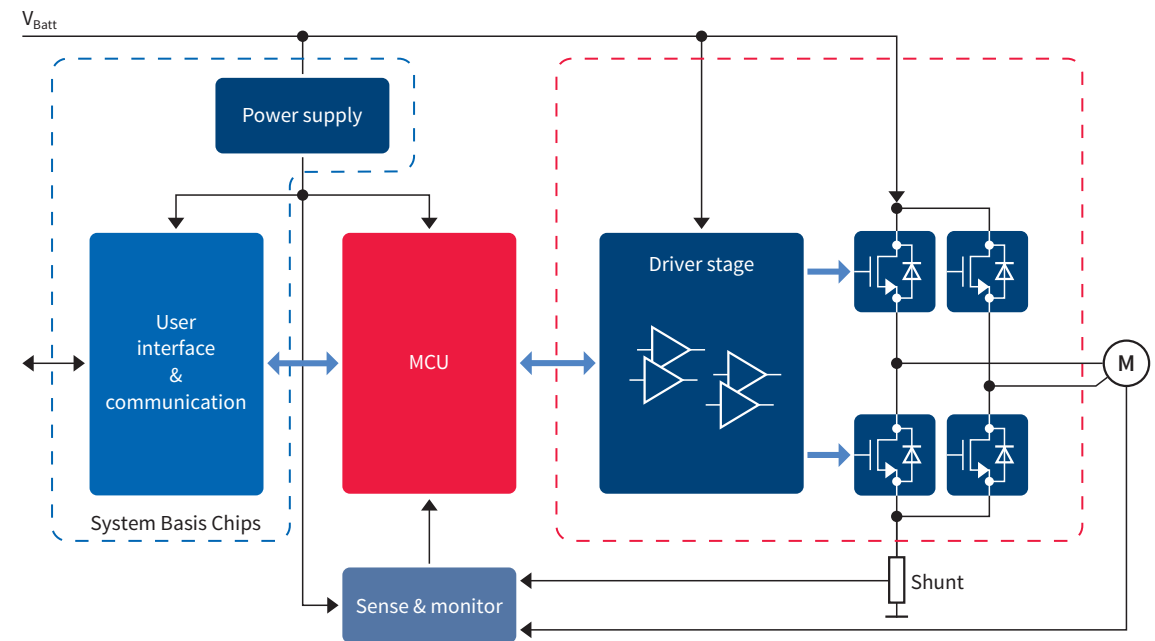 VBatt
Power supply
User
interface
&
communication
MCU
Driver stage
M
System Basis Chips
Sense & monitor
Shunt